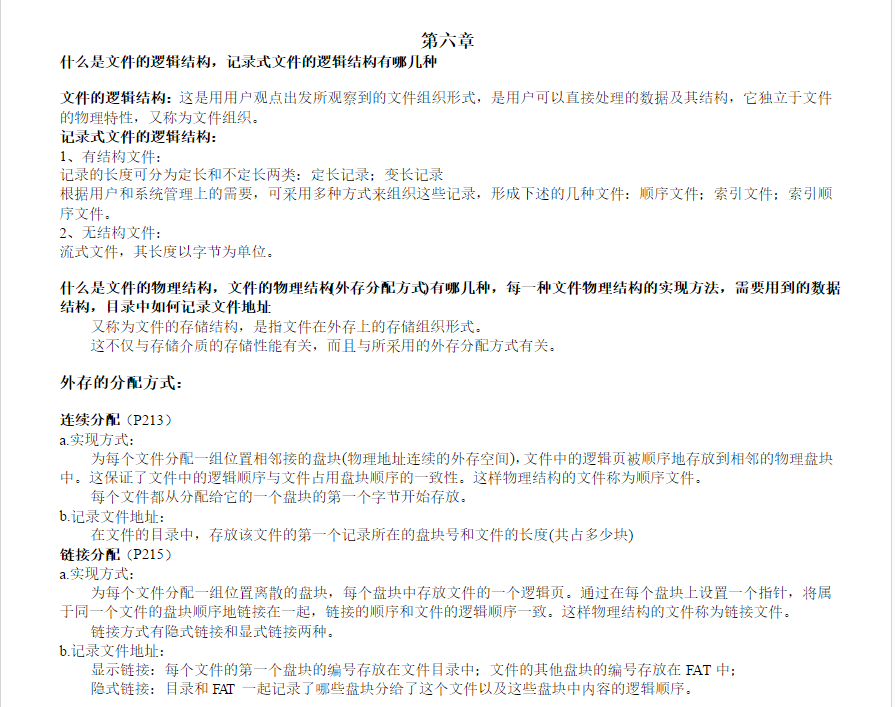 第六章
什么是文件的逻辑结构，记录式文件的逻辑结构有哪几种
文件的逻辑结构：这是用用户观点出发所观察到的文件组织形式，是用户可以直接处理的数据及其结构，它独立于文件
的物理特性，又称为文件组织。
记录式文件的逻辑结构：
1、有结构文件：
记录的长度可分为定长和不定长两类：定长记录；变长记录
根据用户和系统管理上的需要，可采用多种方式来组织这些记录，形成下述的几种文件：顺序文件；索引文件；索引顺
序文件。
2、无结构文件：
流式文件，其长度以字节为单位。
什么是文件的物理结构，文件的物理结构(外存分配方式)有哪几种，每一种文件物理结构的实现方法，需要用到的数据
结构，目录中如何记录文件地址
又称为文件的存储结构，是指文件在外存上的存储组织形式。
这不仅与存储介质的存储性能有关，而且与所采用的外存分配方式有关。
外存的分配方式：
连续分配（P213）
a.实现方式：
为每个文件分配一组位置相邻接的盘块(物理地址连续的外存空间)，文件中的逻辑页被顺序地存放到相邻的物理盘块
中。这保证了文件中的逻辑顺序与文件占用盘块顺序的一致性。这样物理结构的文件称为顺序文件。
每个文件都从分配给它的一个盘块的第一个字节开始存放。
b.记录文件地址：
在文件的目录中，存放该文件的第一个记录所在的盘块号和文件的长度(共占多少块)
链接分配（P215）
a.实现方式：
为每个文件分配一组位置离散的盘块，每个盘块中存放文件的一个逻辑页。通过在每个盘块上设置一个指针，将属
于同一个文件的盘块顺序地链接在一起，链接的顺序和文件的逻辑顺序一致。这样物理结构的文件称为链接文件。
链接方式有隐式链接和显式链接两种。
b.记录文件地址：
显示链接：每个文件的第一个盘块的编号存放在文件目录中；文件的其他盘块的编号存放在 FAT 中；
隐式链接：目录和 FAT 一起记录了哪些盘块分给了这个文件以及这些盘块中内容的逻辑顺序。